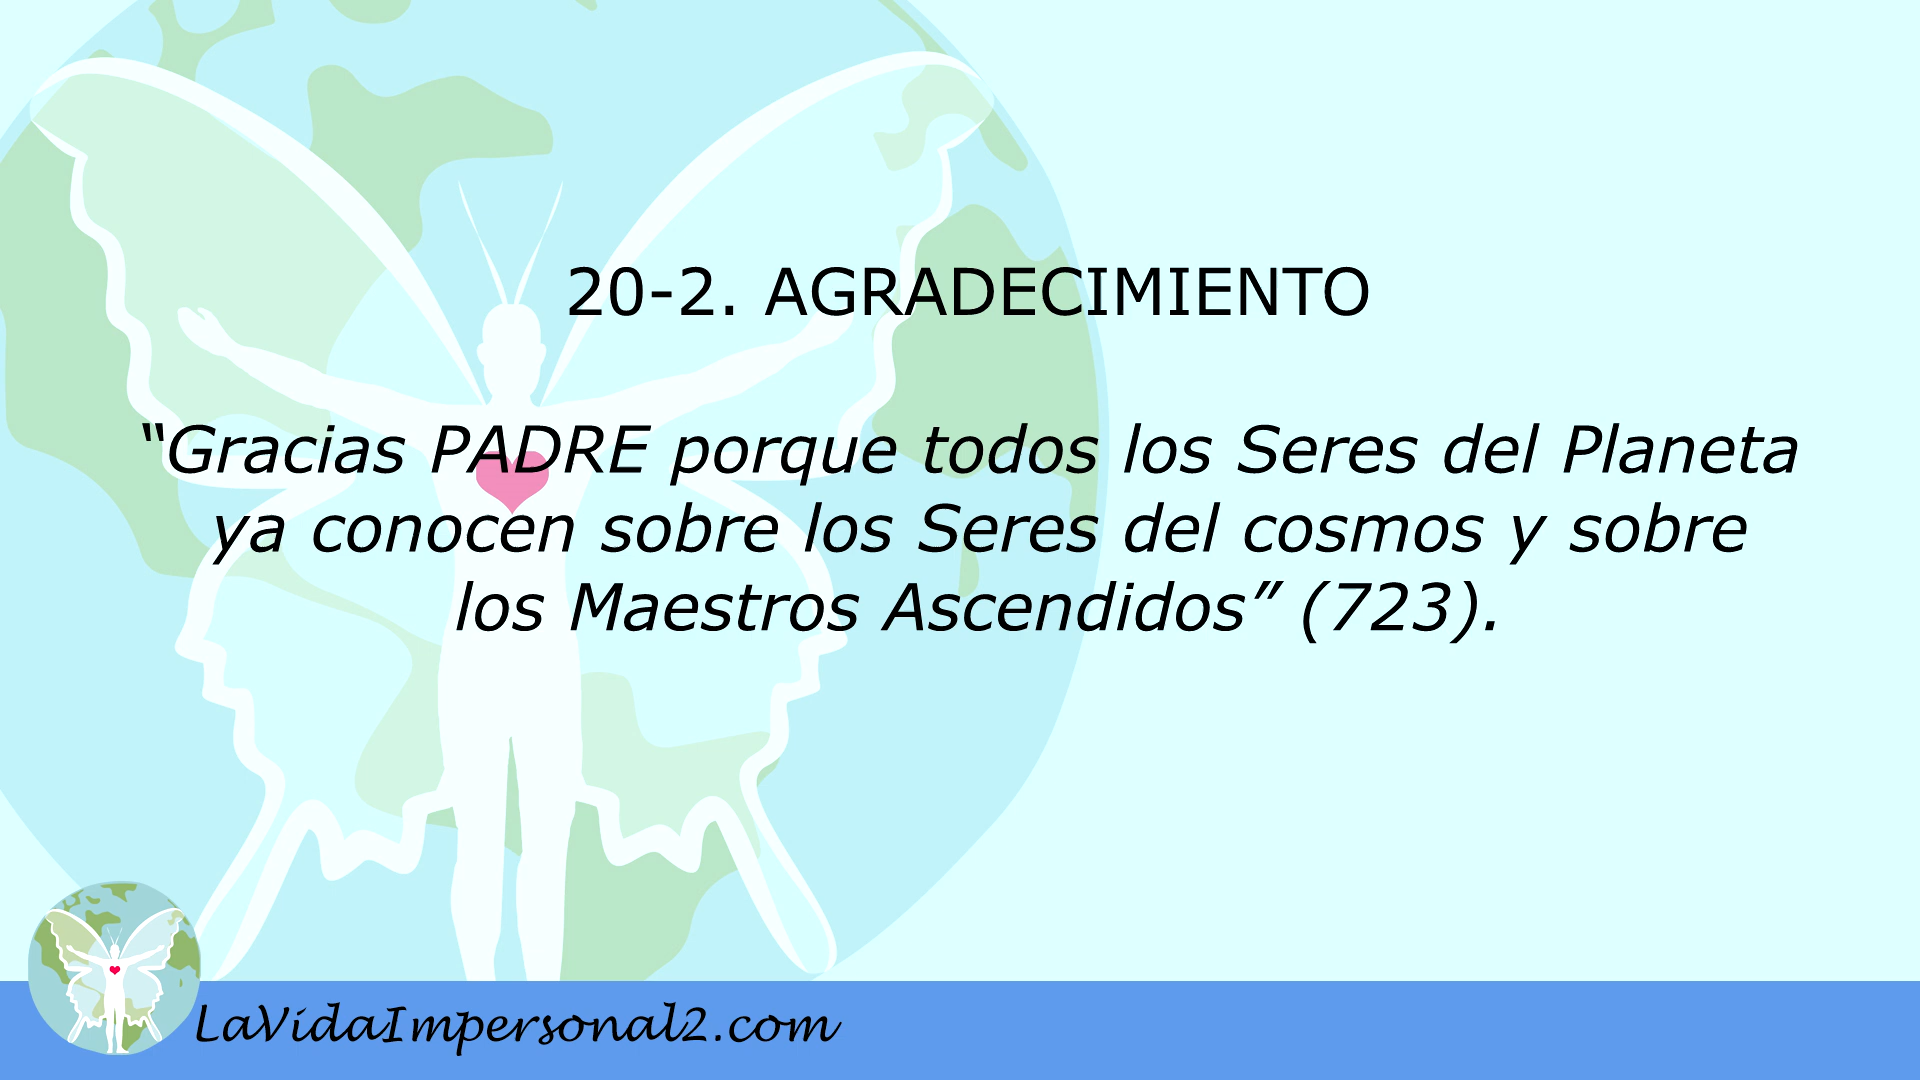 20-2. AGRADECIMIENTO
“Gracias PADRE porque todos los Seres del Planeta
ya conocen sobre los Seres del cosmos y sobre
los Maestros Ascendidos” (723).
LaVidaImpersonal2.com